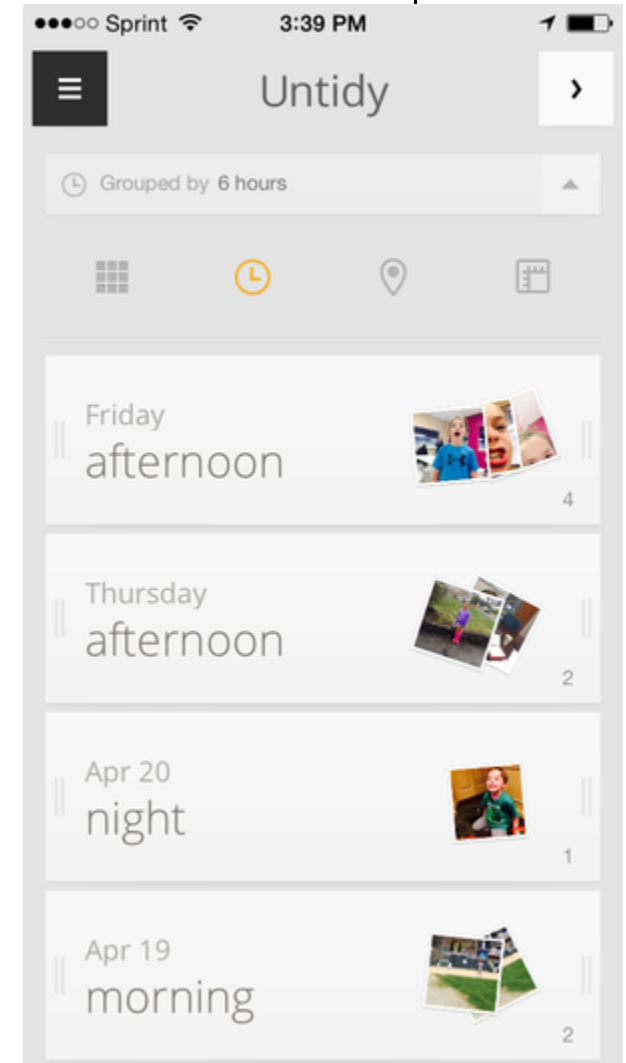 Sprint 3:39 PM
Untidy
Grouped by 6 hours
Friday
afternoon
4
Thursday
afternoon
2
Apr 20
night
1
Apr 19
morning
2